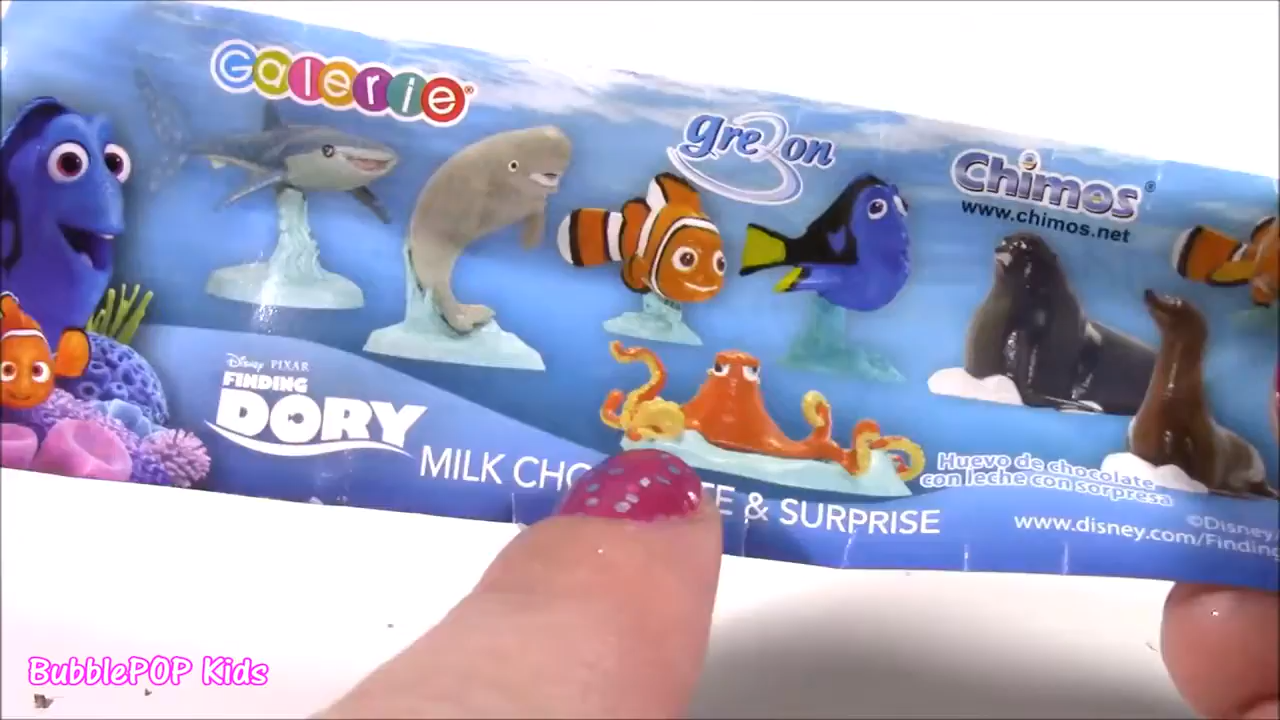 Galerie®
gre3on
Chimos®
www.chimos.net
Disney PIXAR
FINDING
DORY
MILK CHO TE & SURPRISE
Huevo de chocolate
con leche con sorpresa
©Disney
www.disney.com/Finding
BubblePOP Kids